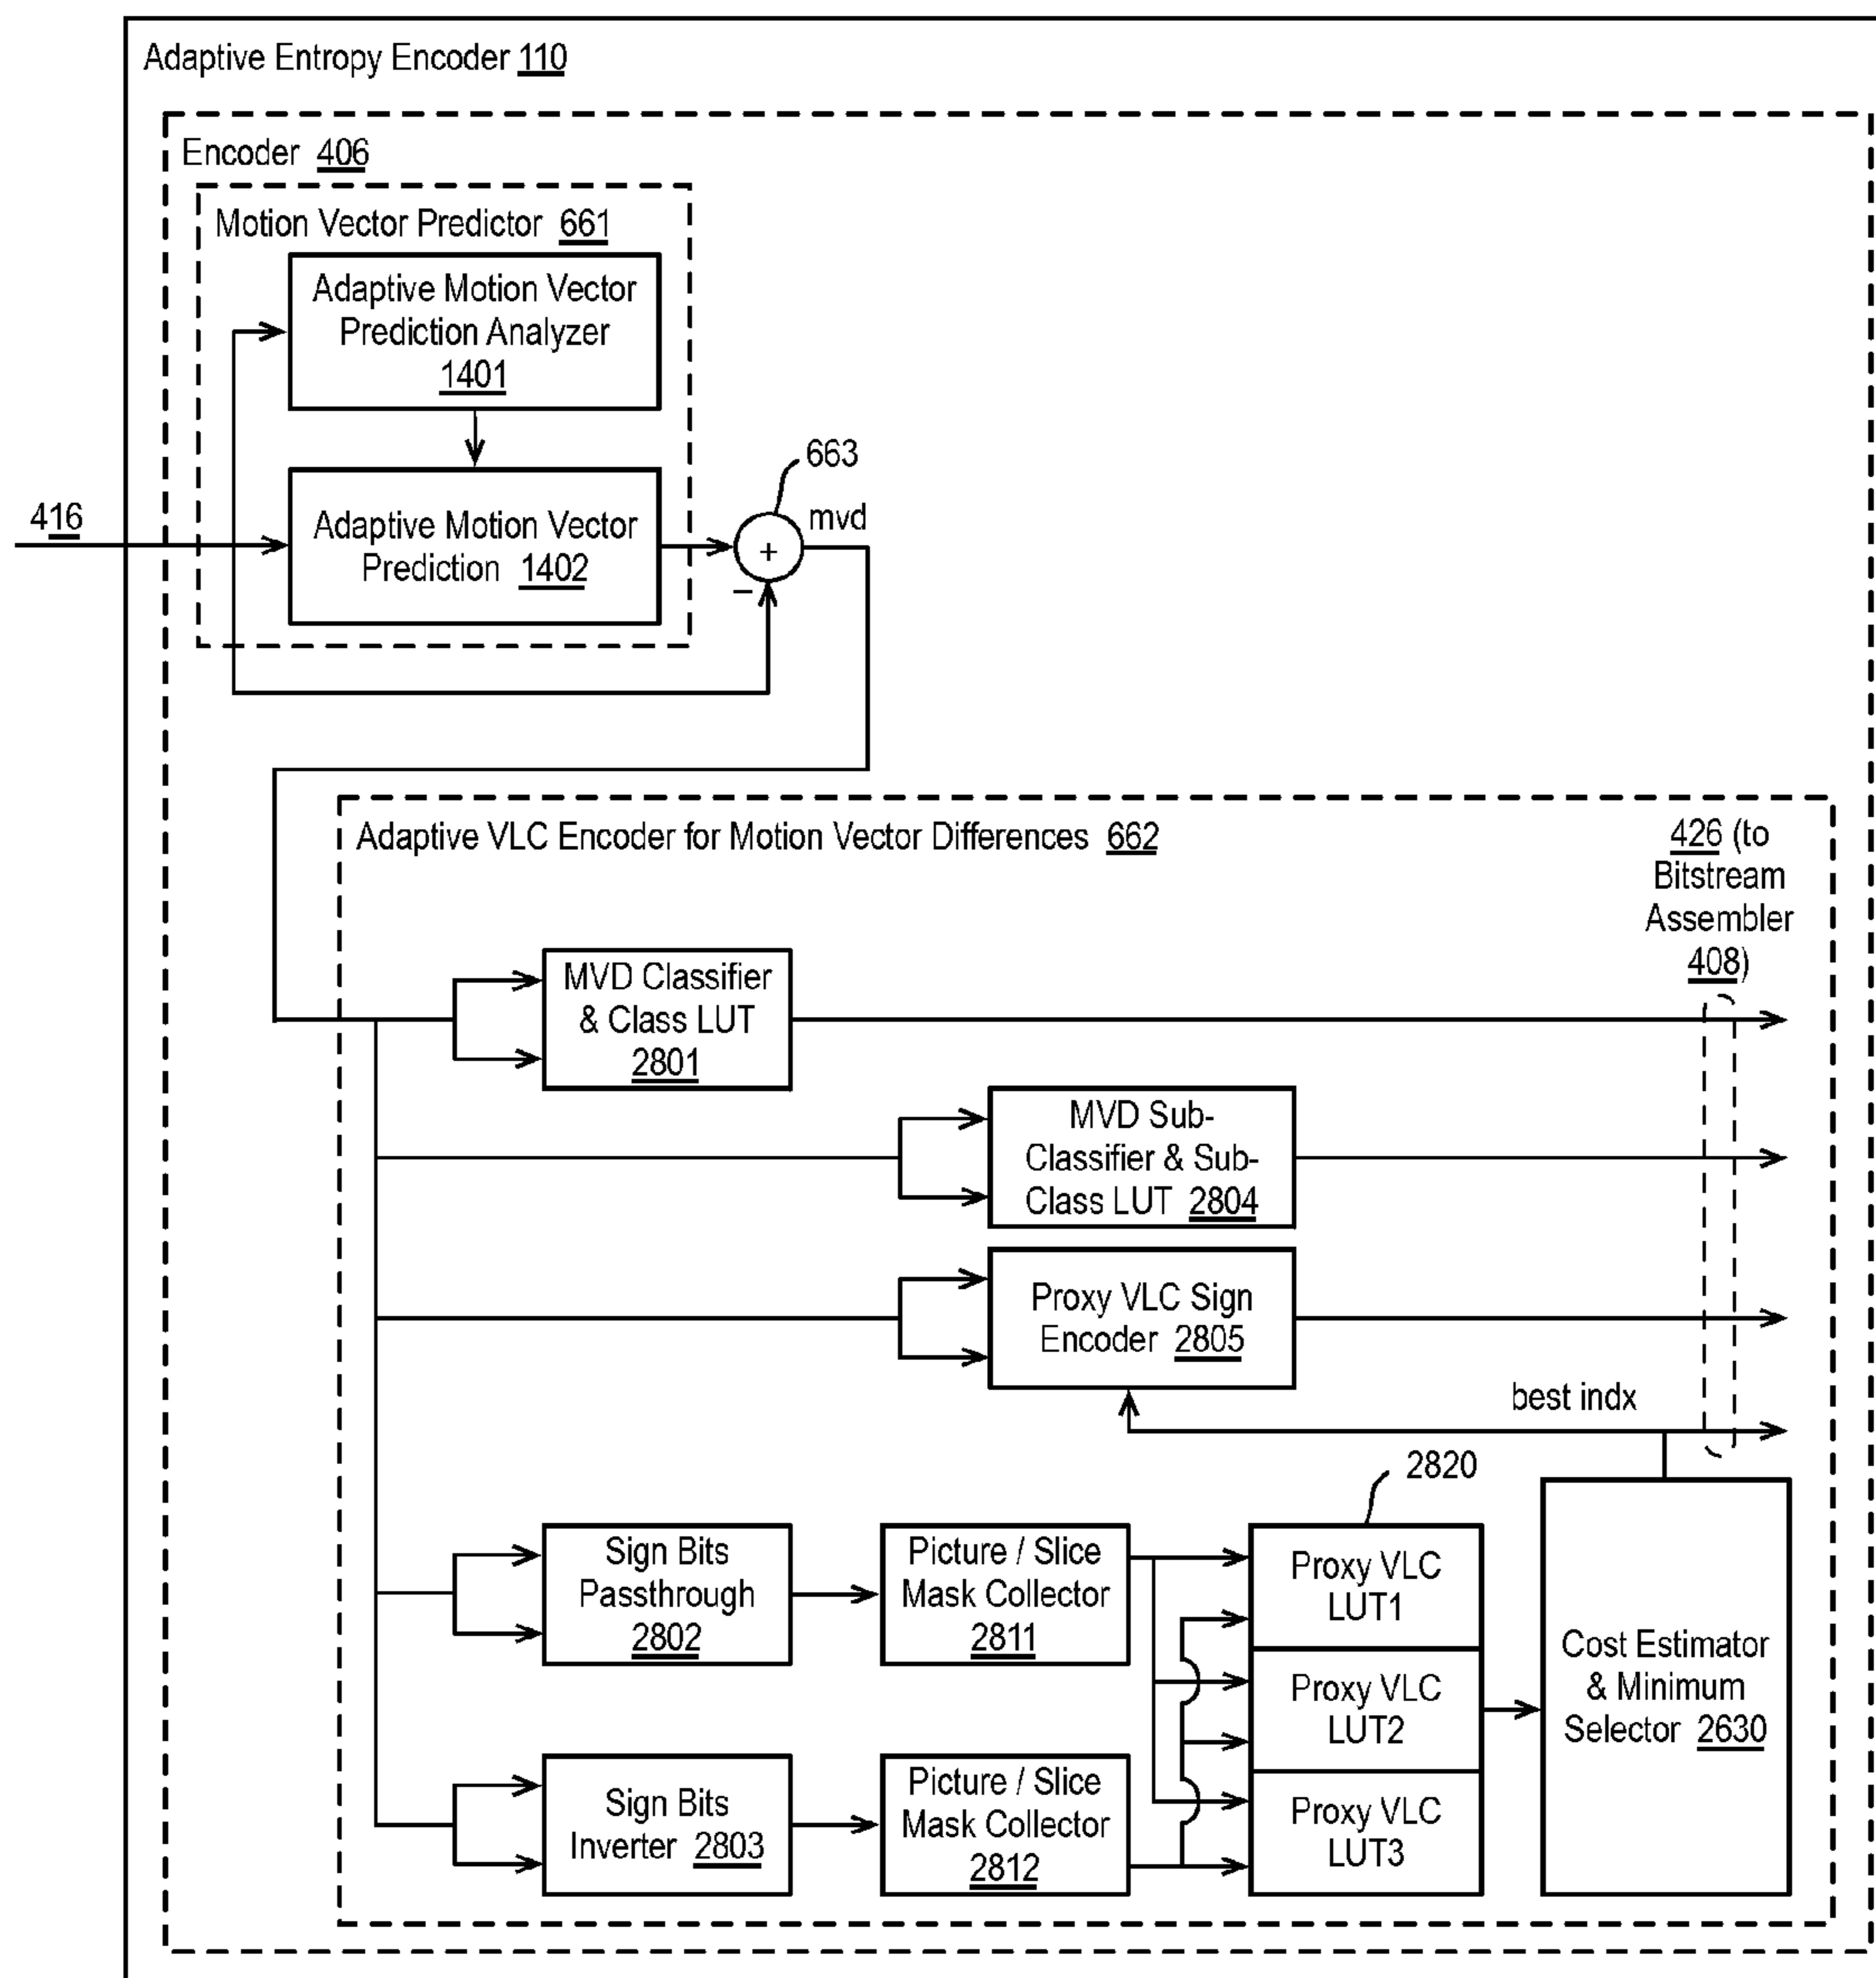 Adaptive Entropy Encoder 110
Encoder 406
Motion Vector Predictor 661
Adaptive Motion Vector
Prediction Analyzer
1401
663
416
Adaptive Motion Vector
Prediction 1402
+
mvd
–
Adaptive VLC Encoder for Motion Vector Differences 662
426 (to
Bitstream
Assembler
408)
MVD Classifier
& Class LUT
2801
MVD Sub-
Classifier & Sub-
Class LUT 2804
Proxy VLC Sign
Encoder 2805
best indx
2820
Sign Bits
Passthrough
2802
Picture / Slice
Mask Collector
2811
Proxy VLC
LUT1
Proxy VLC
LUT2
Proxy VLC
LUT3
Cost Estimator
& Minimum
Selector 2630
Sign Bits
Inverter 2803
Picture / Slice
Mask Collector
2812